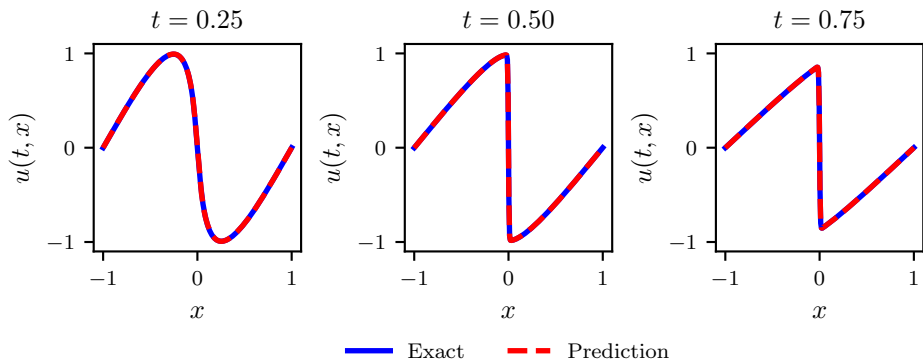 t = 0.25 t = 0.50 t = 0.75
1 1 1
u(t, x) 0 u(t, x) 0 u(t, x) 0
−1 −1 −1
−1 0 1 −1 0 1 −1 0 1
x x x
Exact Prediction